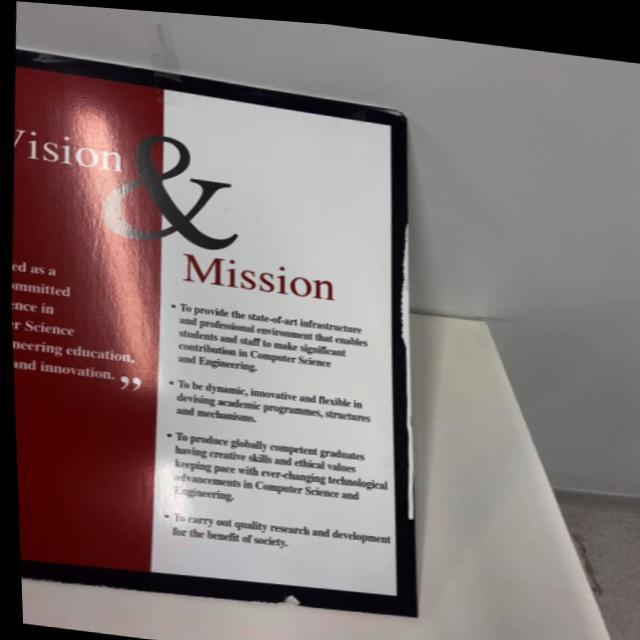 Vision
&
ed as a
ommitted
nce in
r Science
neering education,
and innovation. ”
Mission
• To provide the state-of-art infrastructure
and professional environment that enables
students and staff to make significant
contribution in Computer Science
and Engineering.
• To be dynamic, innovative and flexible in
devising academic programmes, structures
and mechanisms.
• To produce globally competent graduates
having creative skills and ethical values
keeping pace with ever-changing technological
advancements in Computer Science and
Engineering.
• To carry out quality research and development
for the benefit of society.